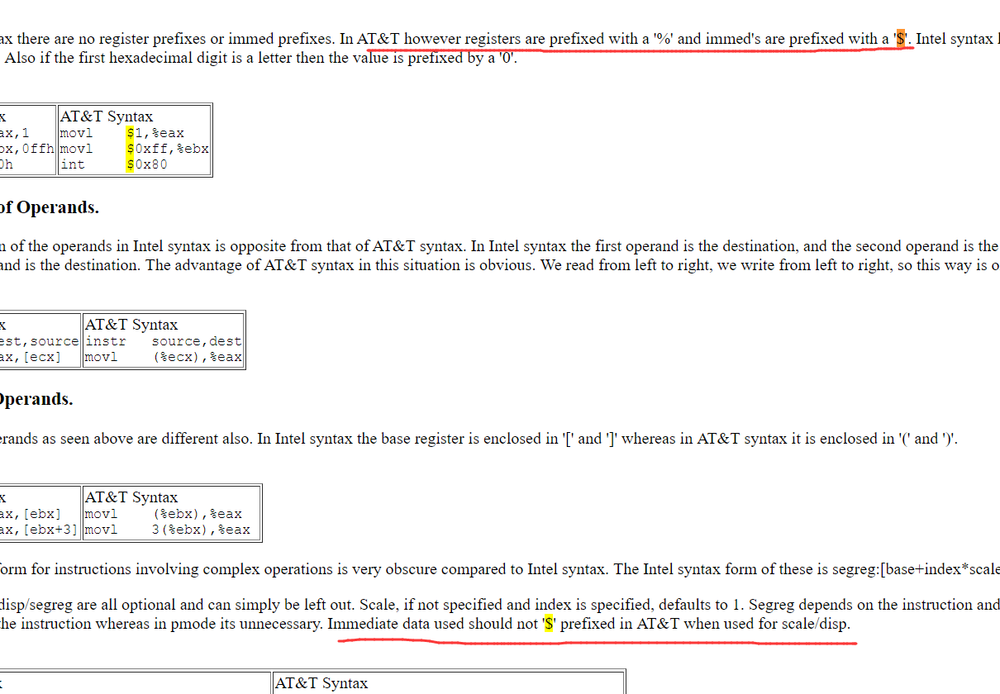 ax there are no register prefixes or immed prefixes. In AT&T however registers are prefixed with a '%' and immed's are prefixed with a '$'. Intel syntax
Also if the first hexadecimal digit is a letter then the value is prefixed by a '0'.
x AT&T Syntax
ax,1 movl $1,%eax
bx,0ffh movl $0xff,%ebx
0h int $0x80
of Operands.
n of the operands in Intel syntax is opposite from that of AT&T syntax. In Intel syntax the first operand is the destination, and the second operand is the
and is the destination. The advantage of AT&T syntax in this situation is obvious. We read from left to right, we write from left to right, so this way is
x AT&T Syntax
est,source instr source,dest
ax,[ecx] movl (%ecx),%eax
Operands.
erands as seen above are different also. In Intel syntax the base register is enclosed in '[' and ']' whereas in AT&T syntax it is enclosed in '(' and ')'.
x AT&T Syntax
ax,[ebx] movl (%ebx),%eax
ax,[ebx+3] movl 3(%ebx),%eax
form for instructions involving complex operations is very obscure compared to Intel syntax. The Intel syntax form of these is segreg:[base+index*scale
disp/segreg are all optional and can simply be left out. Scale, if not specified and index is specified, defaults to 1. Segreg depends on the instruction and
he instruction whereas in pmode its unnecessary. Immediate data used should not '$' prefixed in AT&T when used for scale/disp.
AT&T Syntax